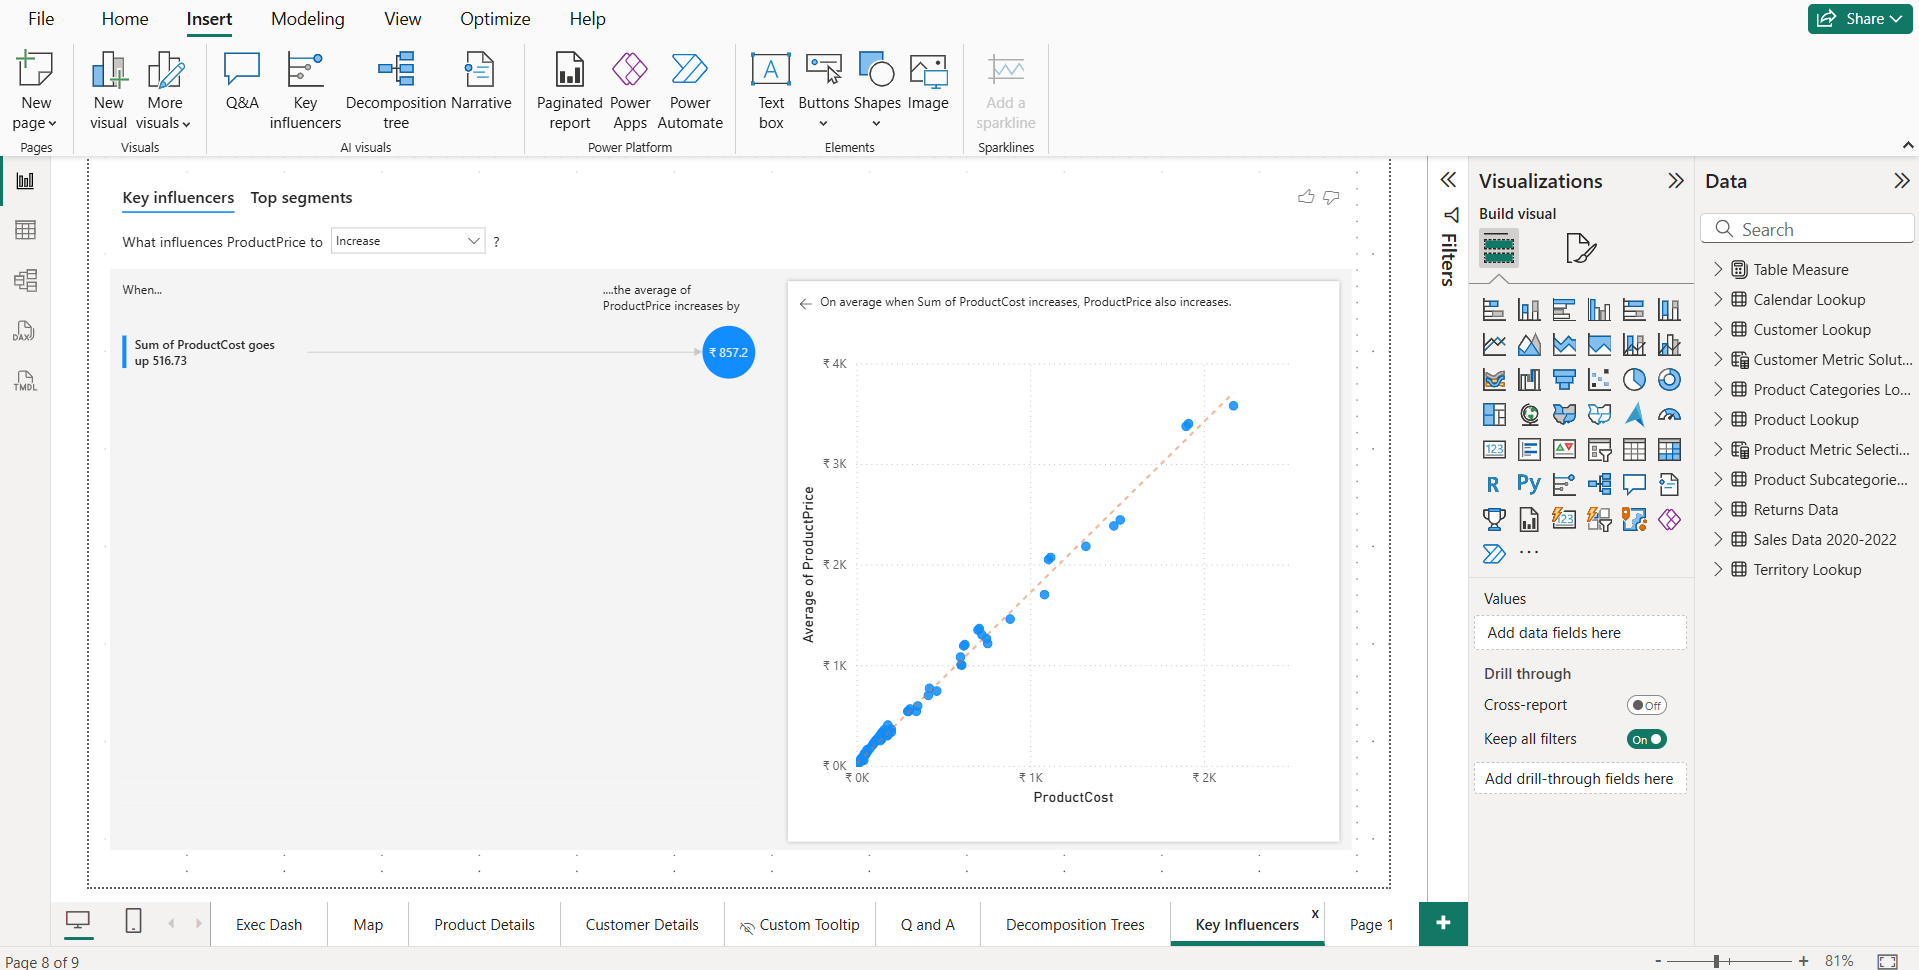 File Home Insert Modeling View Optimize Help
Share
New page
New visual
More visuals
Q&A
Key influencers
Decomposition tree
Narrative
Paginated report
Power Apps
Power Automate
Text box
Buttons
Shapes
Image
Add a sparkline
Pages
Visuals
AI visuals
Power Platform
Elements
Sparklines
DAX
TMDL
Key influencers Top segments
What influences ProductPrice to Increase ?
When...
....the average of
ProductPrice increases by
Sum of ProductCost goes
up 516.73
₹ 857.2
On average when Sum of ProductCost increases, ProductPrice also increases.
₹ 4K
₹ 3K
₹ 2K
₹ 1K
₹ 0K
Average of ProductPrice
₹ 0K ₹ 1K ₹ 2K
ProductCost
Filters
Visualizations
Build visual
123
R Py
123
Values
Add data fields here
Drill through
Cross-report Off
Keep all filters On
Add drill-through fields here
Data
Search
Table Measure
Calendar Lookup
Customer Lookup
Customer Metric Solut...
Product Categories Lo...
Product Lookup
Product Metric Selecti...
Product Subcategorie...
Returns Data
Sales Data 2020-2022
Territory Lookup
Exec Dash Map Product Details Customer Details Custom Tooltip Q and A Decomposition Trees Key Influencers x Page 1 +
Page 8 of 9
- + 81%